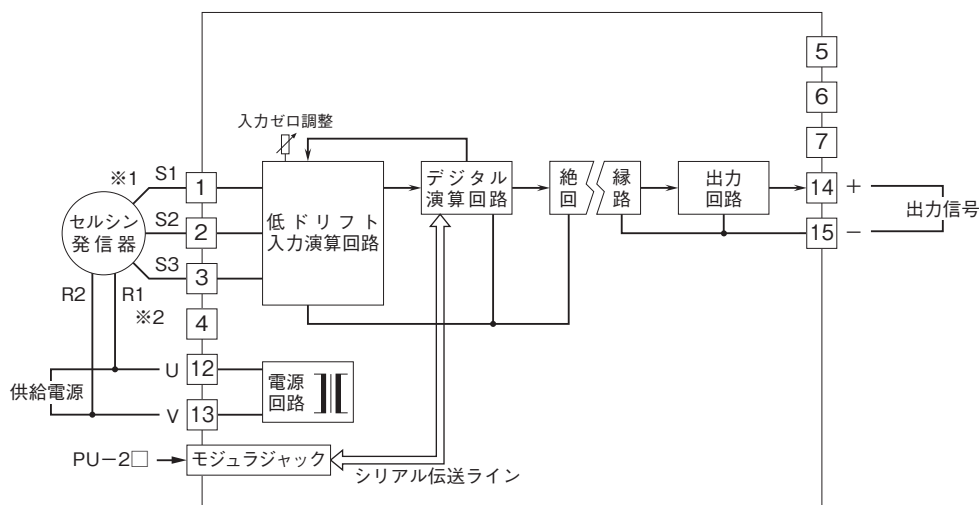 5
6
7
入力ゼロ調整
※1
S1
1
デジタル
演算回路
絶 縁
回 路
出力
回路
14
+
出力信号
セルシン
発信器
S2
2
低ドリフト
入力演算回路
15
−
S3
3
R2
R1
※2
4
U
12
電源
回路
供給電源
V
13
PU−2□
モジュラジャック
シリアル伝送ライン